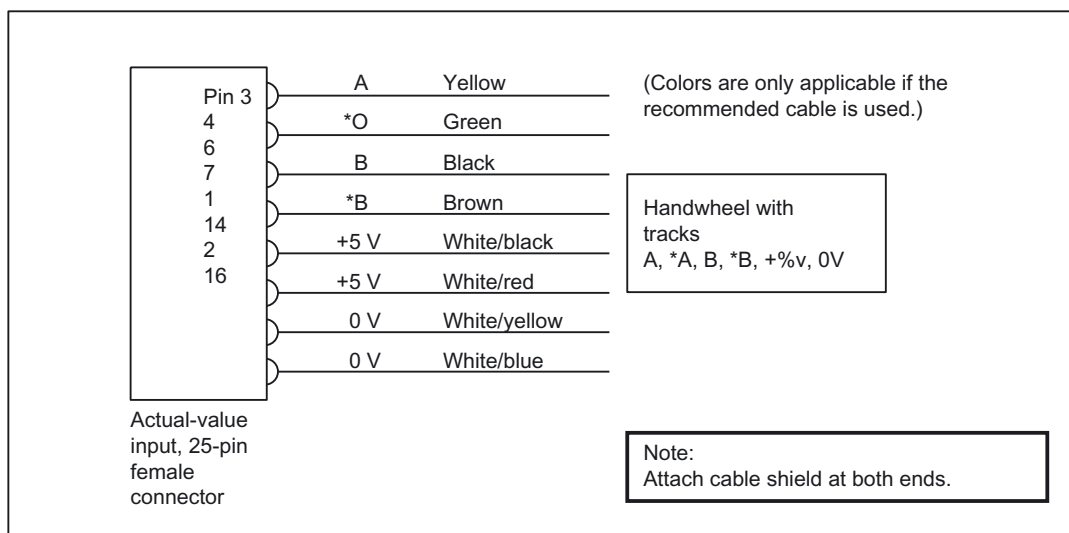 Pin 3
4
6
7
1
14
2
16
A Yellow
*O Green
B Black
*B Brown
+5 V White/black
+5 V White/red
0 V White/yellow
0 V White/blue
(Colors are only applicable if the
recommended cable is used.)
Handwheel with
tracks
A, *A, B, *B, +%v, 0V
Actual-value
input, 25-pin
female
connector
Note:
Attach cable shield at both ends.